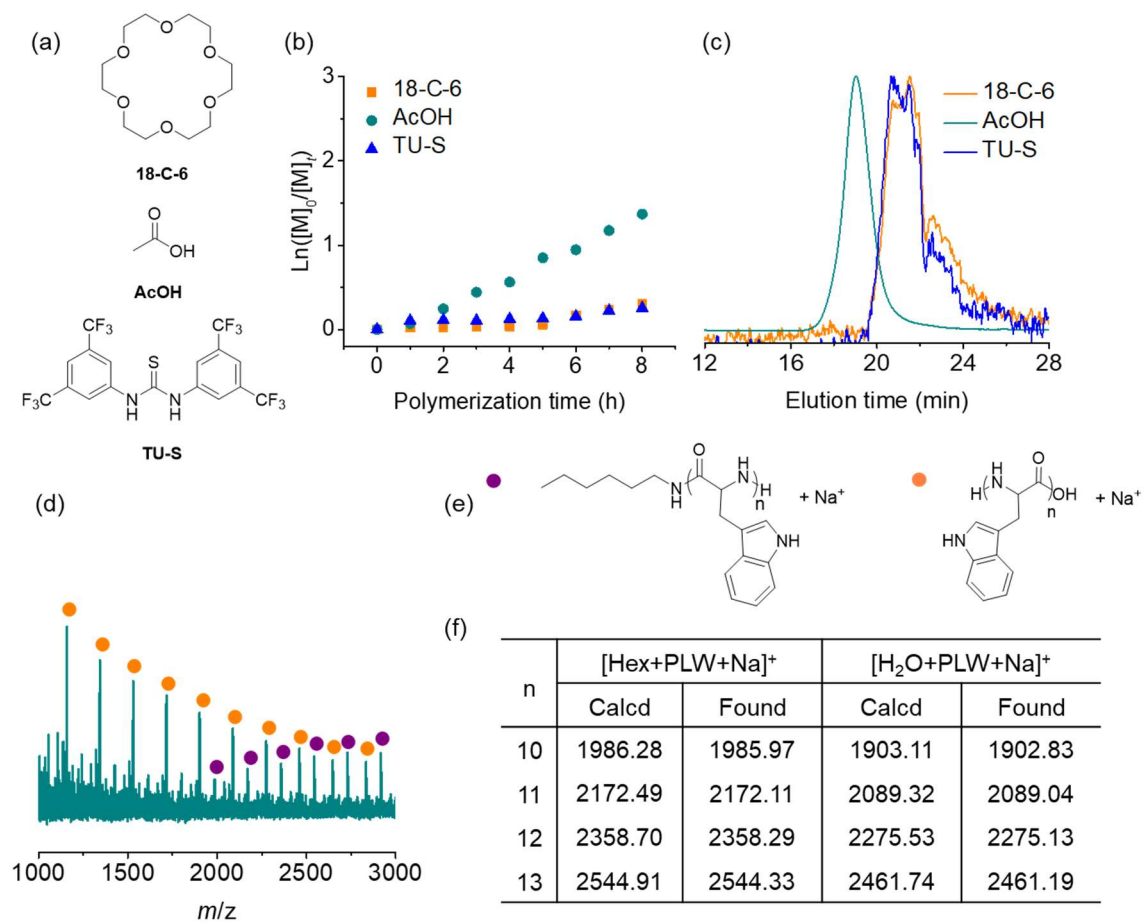 (a)
O
O
O
O
O
O
18-C-6
O
OH
AcOH
CF3
CF3
S
F3C
N
H
N
H
CF3
TU-S
(b)
18-C-6
AcOH
TU-S
Ln([M]0/[M]t)
3
2
1
0
0 2 4 6 8
Polymerization time (h)
(c)
18-C-6
AcOH
TU-S
12 16 20 24 28
Elution time (min)
(d)
1000 1500 2000 2500 3000
m/z
(e)
O
H
N
N
H
H
n
NH
+ Na+
H
H
N
O
OH
n
HN
+ Na+
(f)
n [Hex+PLW+Na]+ [H2O+PLW+Na]+
Calcd Found Calcd Found
10 1986.28 1985.97 1903.11 1902.83
11 2172.49 2172.11 2089.32 2089.04
12 2358.70 2358.29 2275.53 2275.13
13 2544.91 2544.33 2461.74 2461.19